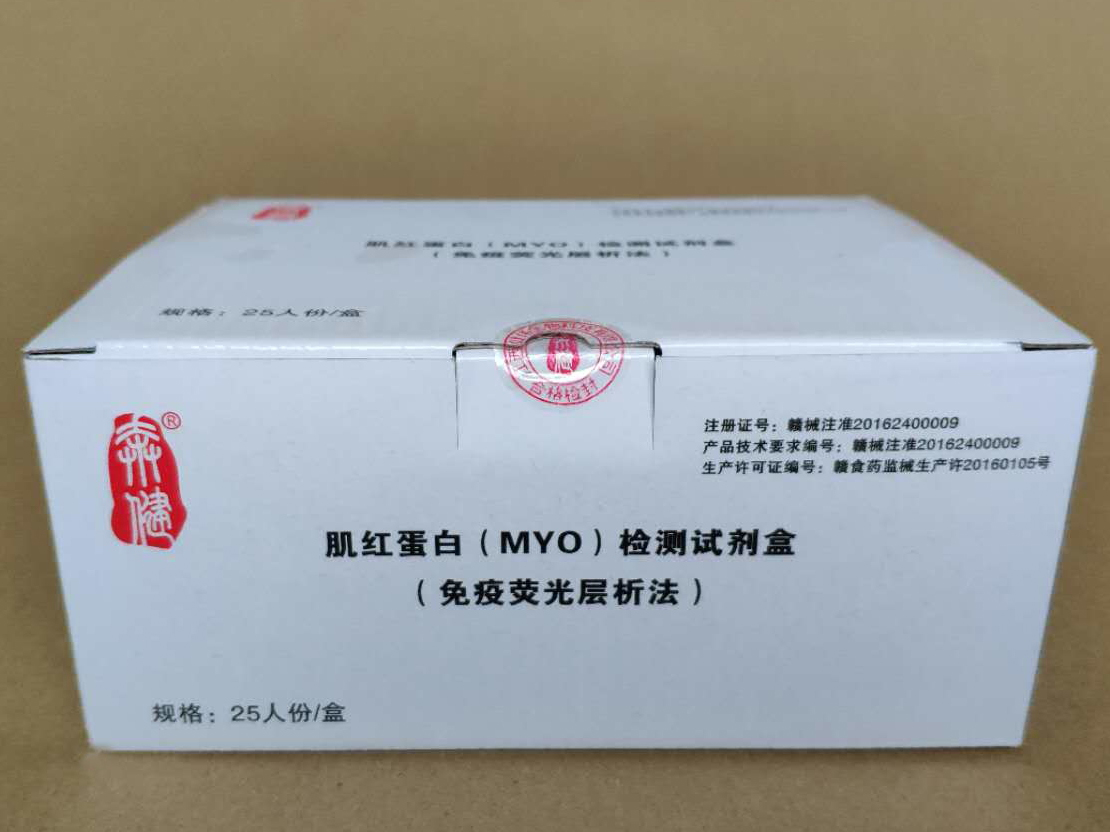 肌红蛋白（MYO）检测试剂盒
（免疫荧光层析法）
规格：25人份/盒
合格检封
注册证号：赣械注准20162400009
产品技术要求编号：赣械注准20162400009
生产许可证编号：赣食药监械生产许20160105号
®
健
肌红蛋白（MYO）检测试剂盒
（免疫荧光层析法）
规格：25人份/盒